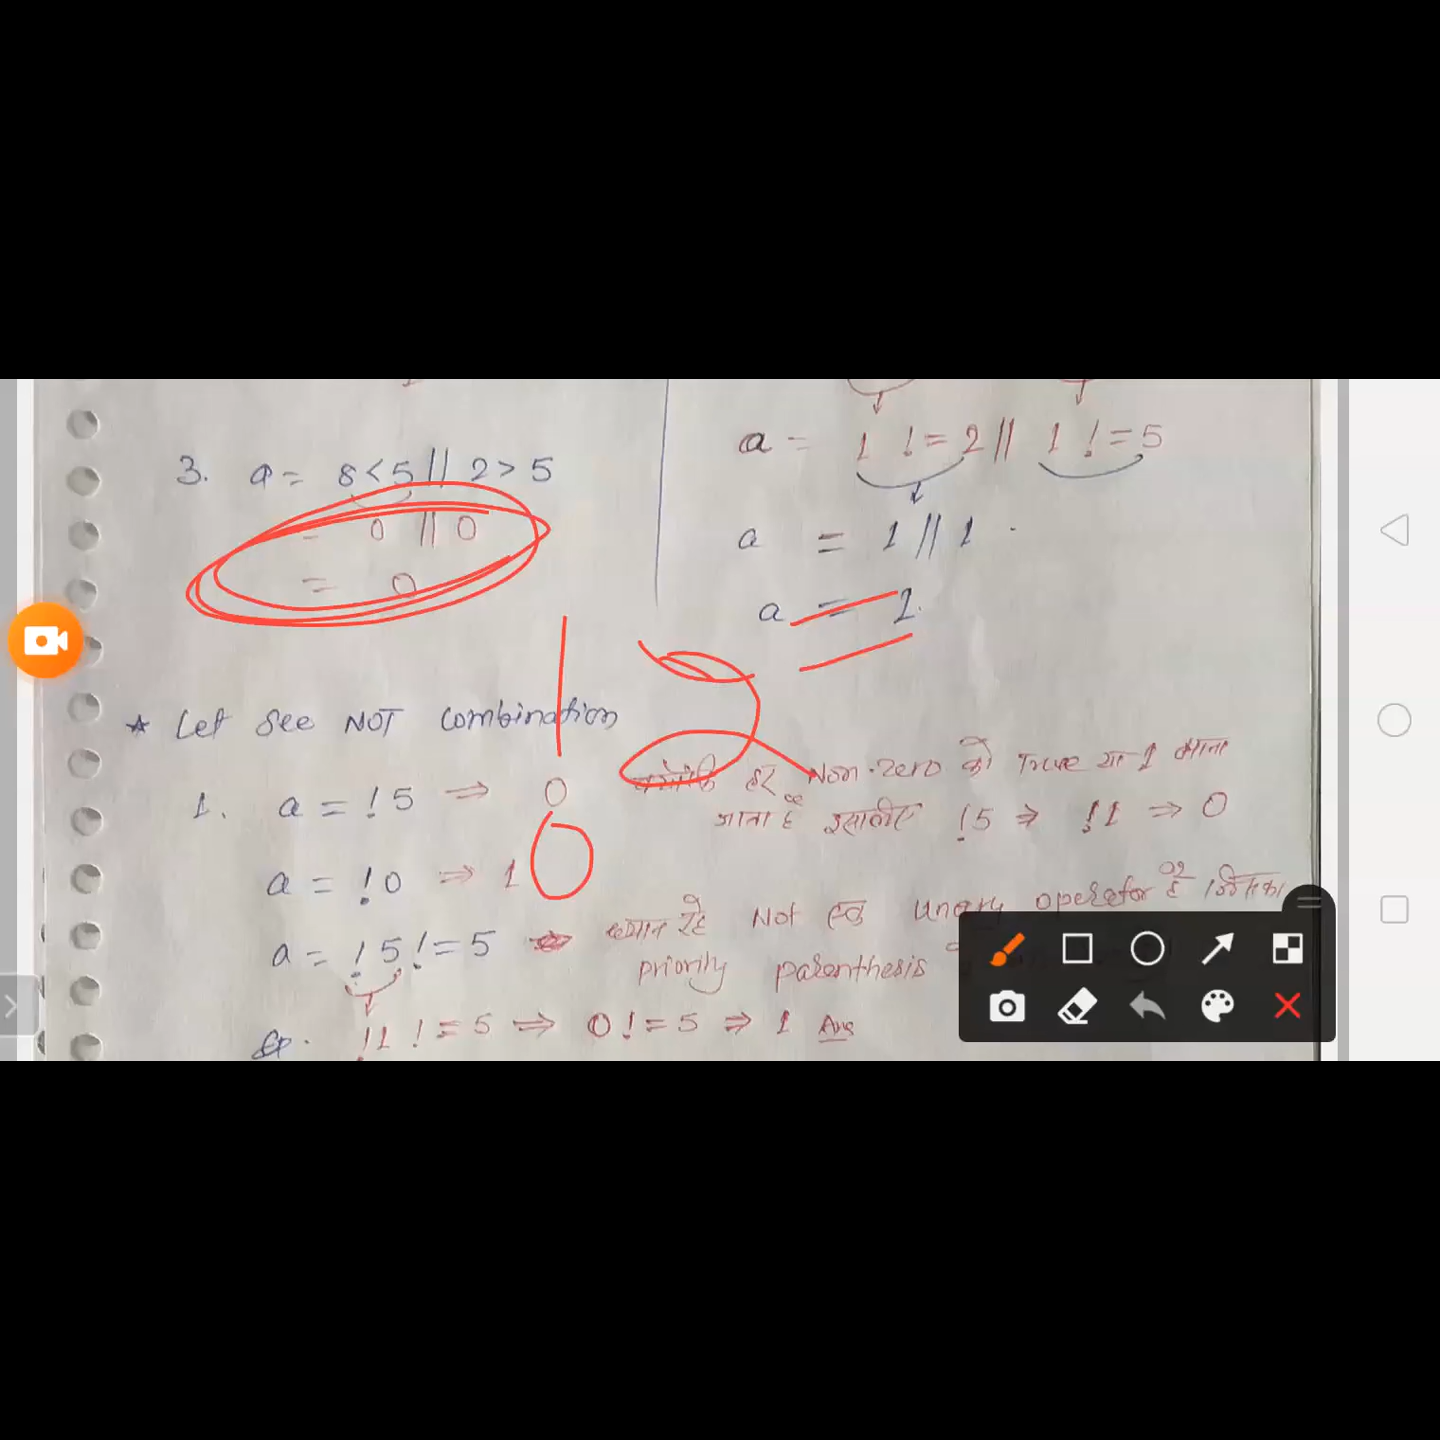 3. a = 8<5 || 2>5
= 0 || 0
= 0
a = 1 != 2 || 1 != 5
a = 1 || 1
a = 1.
* Let See NOT Combination
1. a = !5 ⇒ 0
हर Non-zero को True या 1 माना
जाता है इसलिए !5 ⇒ !1 ⇒ 0
a = !0 ⇒ 1
ध्यान रहे Not एक Unary operator है जिसका
a = !5 != 5
priority parenthesis
!1 != 5 ⇒ 0 != 5 ⇒ 1 Ans